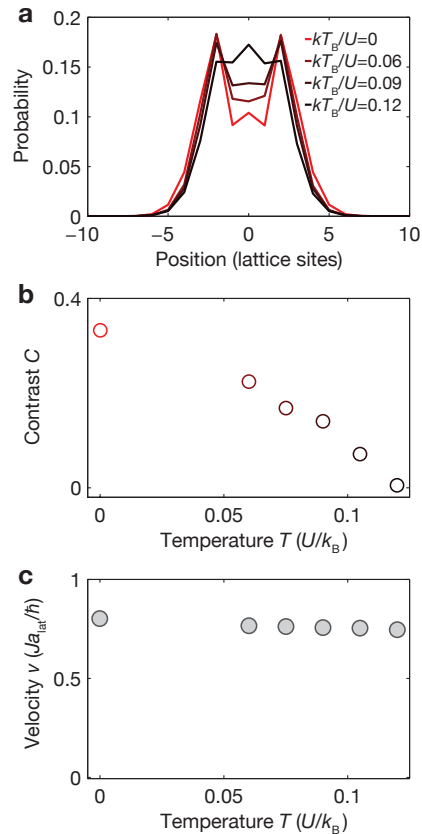 a
0.2
0.15
0.1
0.05
0
Probability
kT_B/U=0
kT_B/U=0.06
kT_B/U=0.09
kT_B/U=0.12
−10
−5
0
5
10
Position (lattice sites)
b
0.4
0
Contrast C
0
0.05
0.1
Temperature T (U/k_B)
c
1
0.5
0
Velocity v (Ja_lat/ħ)
0
0.05
0.1
Temperature T (U/k_B)